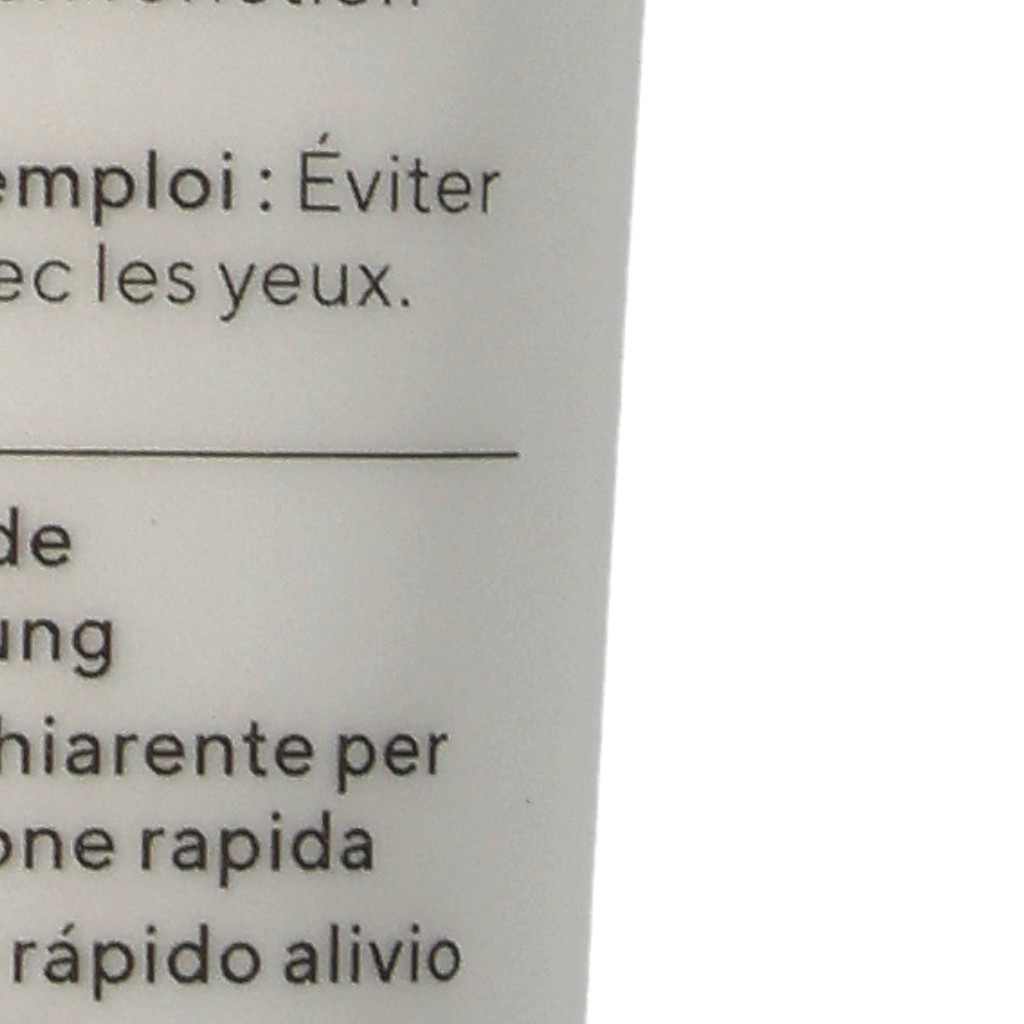 emploi : Éviter
ec les yeux.
de
ung
hiarente per
one rapida
rápido alivio